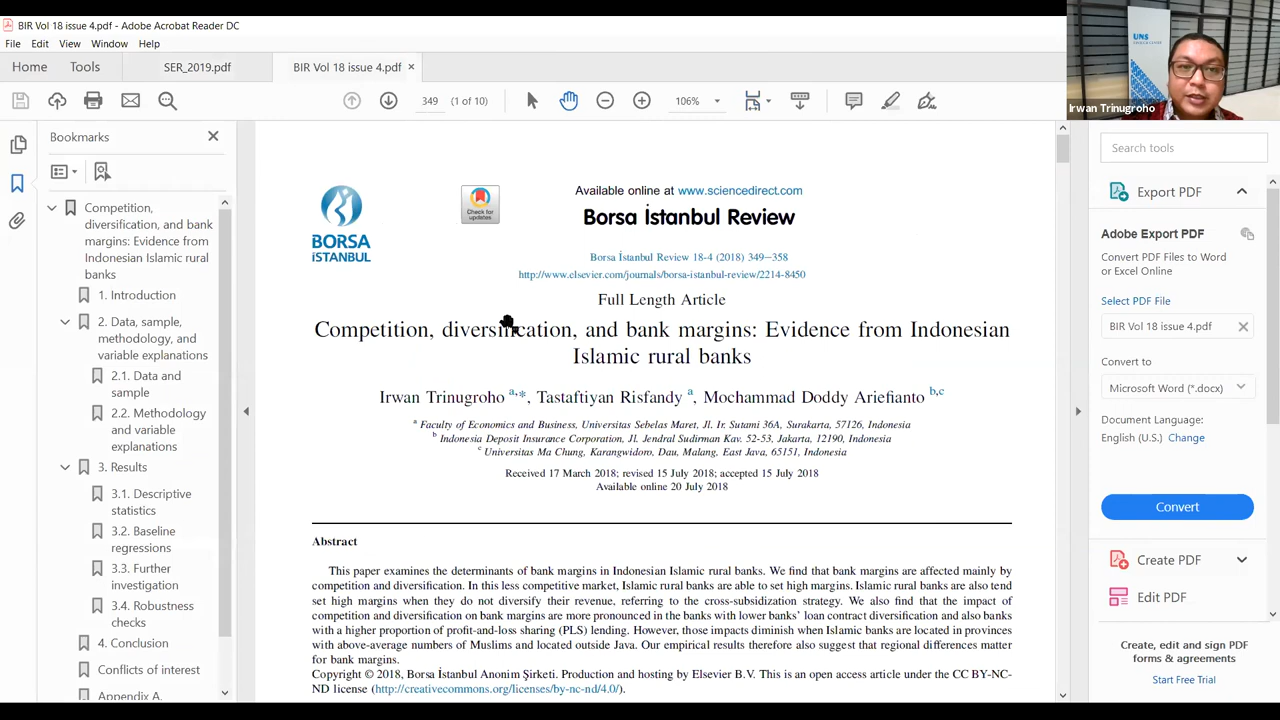 BIR Vol 18 issue 4.pdf - Adobe Acrobat Reader DC
File Edit View Window Help
Home Tools SER_2019.pdf BIR Vol 18 issue 4.pdf ×
349 (1 of 10) 106%
UNS
Irwan Trinugroho
Bookmarks
Competition,
diversification, and bank
margins: Evidence from
Indonesian Islamic rural
banks
1. Introduction
2. Data, sample,
methodology, and
variable explanations
2.1. Data and
sample
2.2. Methodology
and variable
explanations
3. Results
3.1. Descriptive
statistics
3.2. Baseline
regressions
3.3. Further
investigation
3.4. Robustness
checks
4. Conclusion
Conflicts of interest
Appendix A.
BORSA
İSTANBUL
Check for
updates
Available online at www.sciencedirect.com
Borsa İstanbul Review
Borsa İstanbul Review 18-4 (2018) 349–358
http://www.elsevier.com/journals/borsa-istanbul-review/2214-8450
Full Length Article
Competition, diversification, and bank margins: Evidence from Indonesian
Islamic rural banks
Irwan Trinugroho a,*, Tastaftiyan Risfandy a, Mochammad Doddy Ariefianto b,c
a Faculty of Economics and Business, Universitas Sebelas Maret, Jl. Ir. Sutami 36A, Surakarta, 57126, Indonesia
b Indonesia Deposit Insurance Corporation, Jl. Jendral Sudirman Kav. 52-53, Jakarta, 12190, Indonesia
c Universitas Ma Chung, Karangwidoro, Dau, Malang, East Java, 65151, Indonesia
Received 17 March 2018; revised 15 July 2018; accepted 15 July 2018
Available online 20 July 2018
Abstract
This paper examines the determinants of bank margins in Indonesian Islamic rural banks. We find that bank margins are affected mainly by
competition and diversification. In this less competitive market, Islamic rural banks are able to set high margins. Islamic rural banks are also tend
set high margins when they do not diversify their revenue, referring to the cross-subsidization strategy. We also find that the impact of
competition and diversification on bank margins are more pronounced in the banks with lower banks' loan contract diversification and also banks
with a higher proportion of profit-and-loss sharing (PLS) lending. However, those impacts diminish when Islamic banks are located in provinces
with above-average numbers of Muslims and located outside Java. Our empirical results therefore also suggest that regional differences matter
for bank margins.
Copyright © 2018, Borsa İstanbul Anonim Şirketi. Production and hosting by Elsevier B.V. This is an open access article under the CC BY-NC-
ND license (http://creativecommons.org/licenses/by-nc-nd/4.0/).
Search tools
Export PDF
Adobe Export PDF
Convert PDF Files to Word
or Excel Online
Select PDF File
BIR Vol 18 issue 4.pdf
Convert to
Microsoft Word (*.docx)
Document Language:
English (U.S.) Change
Convert
Create PDF
Edit PDF
Create, edit and sign PDF
forms & agreements
Start Free Trial